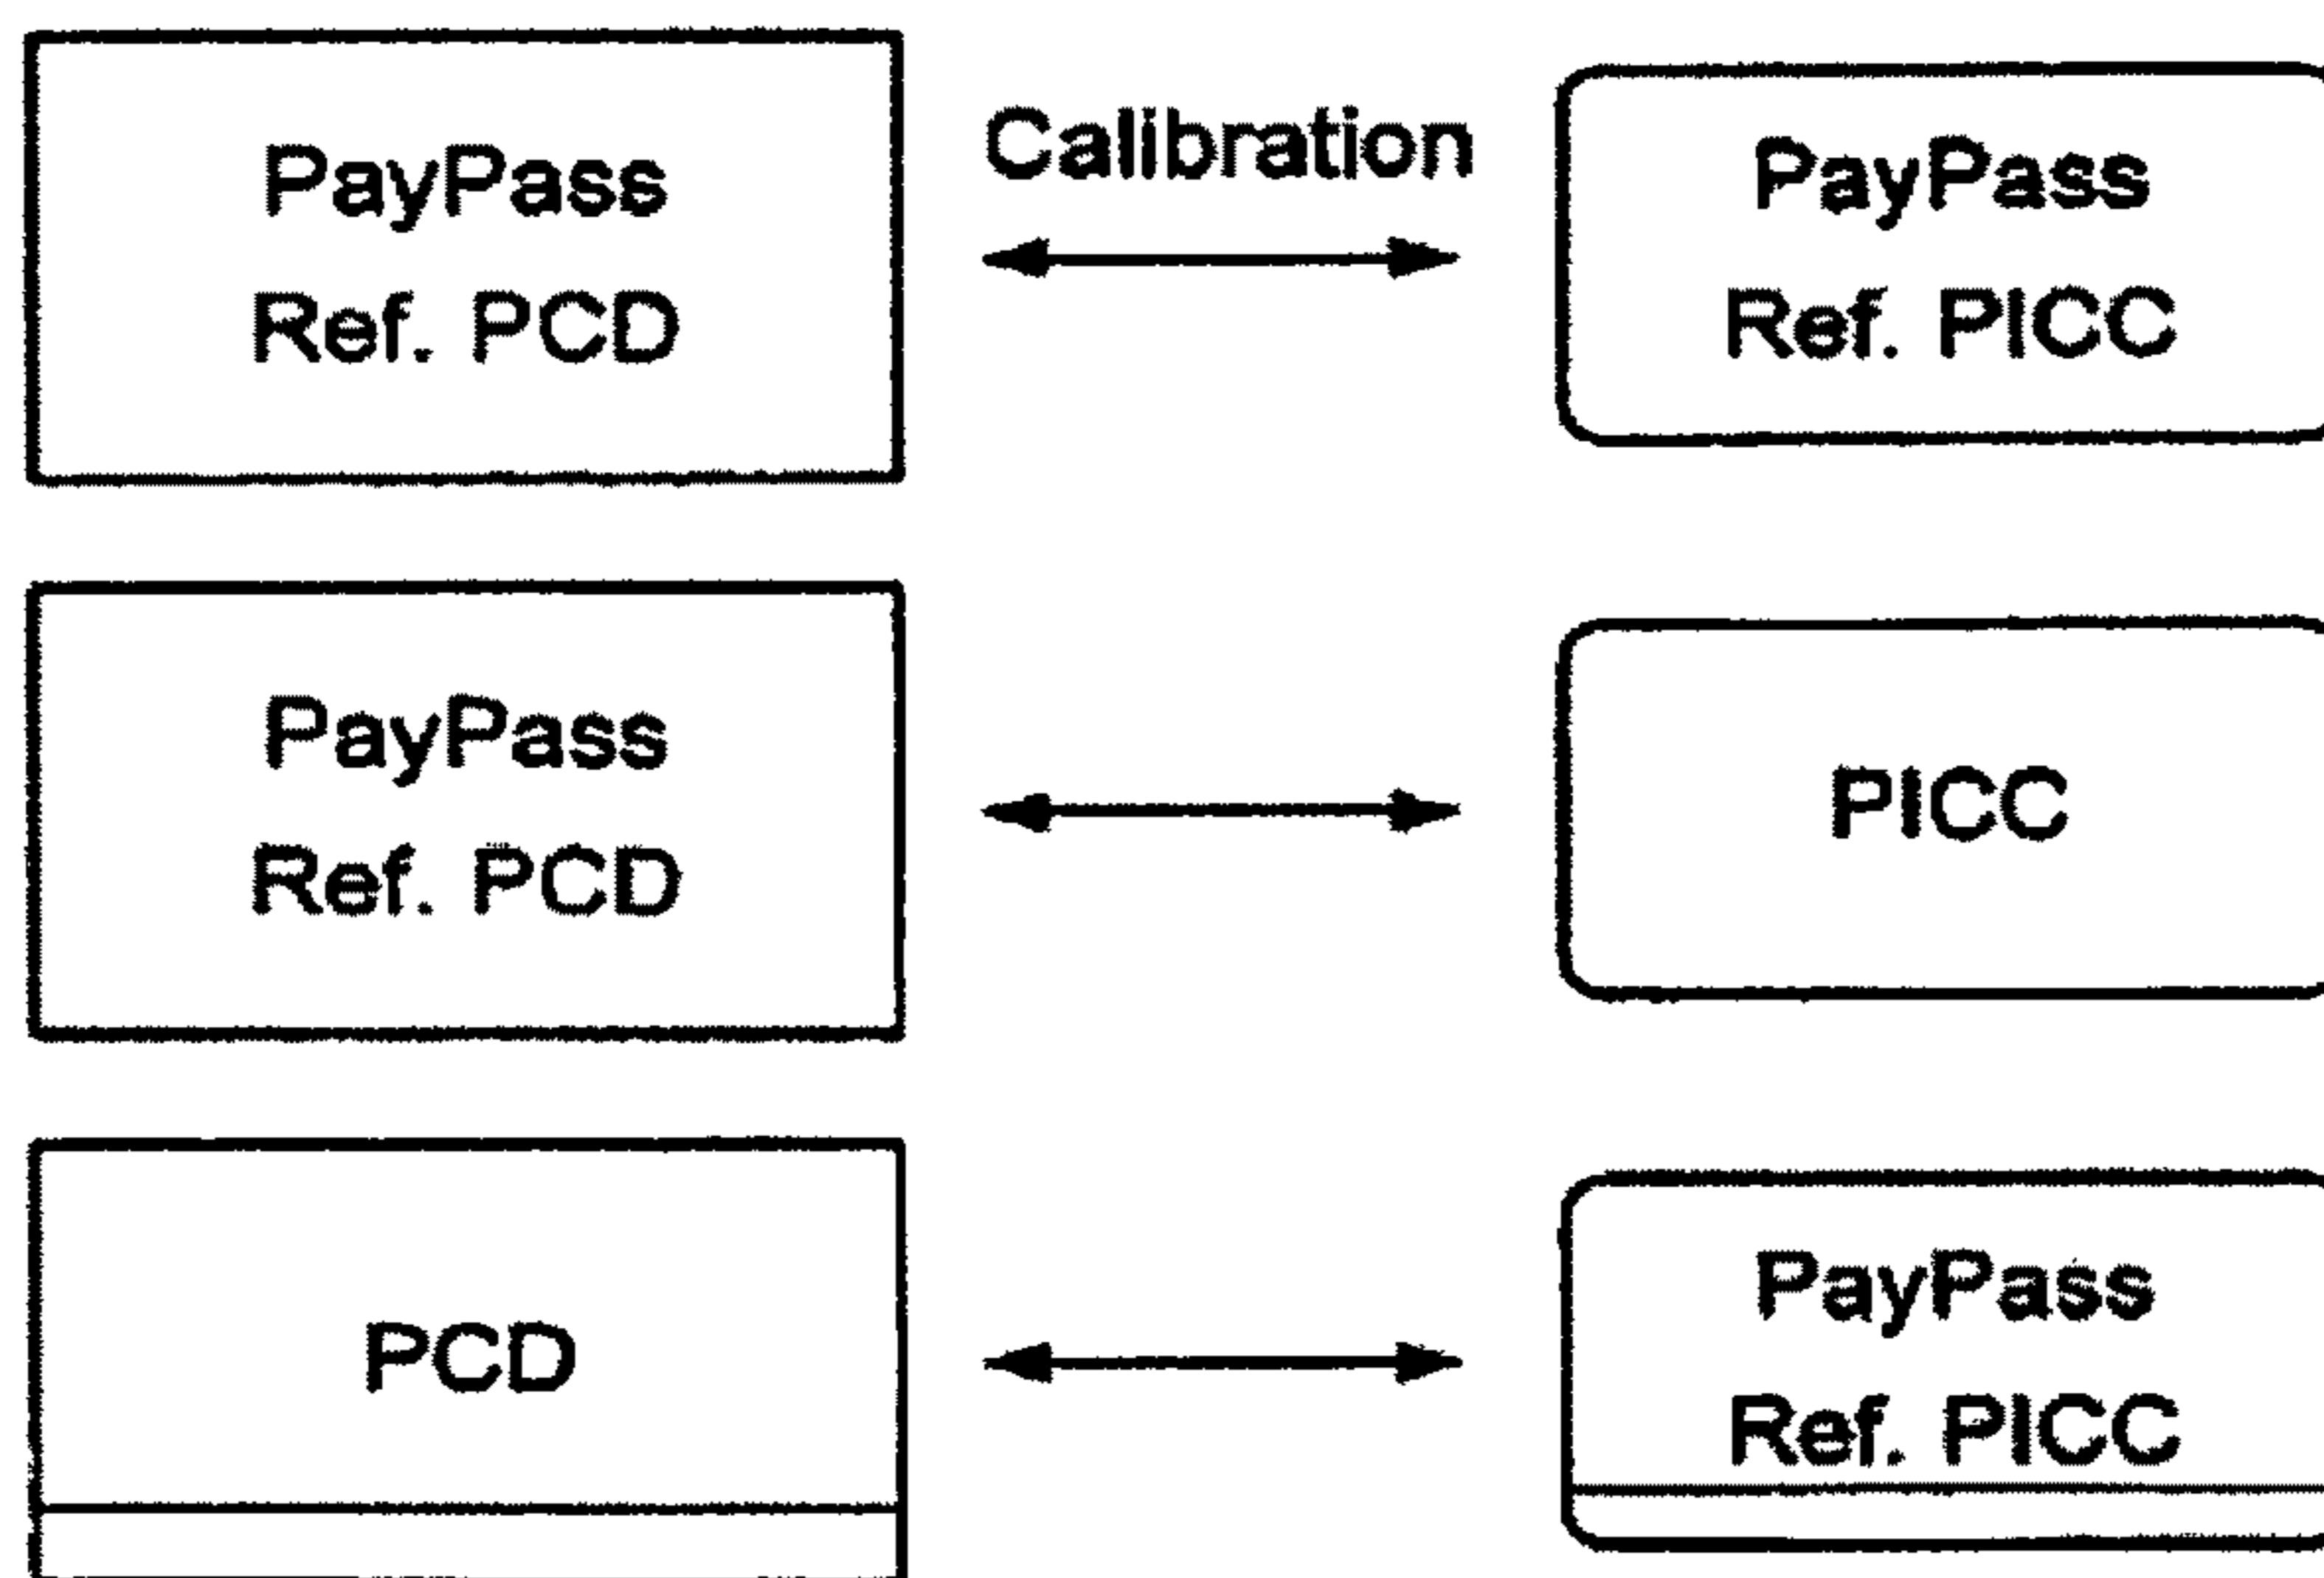 PayPass
Ref. PCD
Calibration
PayPass
Ref. PICC
PayPass
Ref. PCD
PICC
PCD
PayPass
Ref. PICC